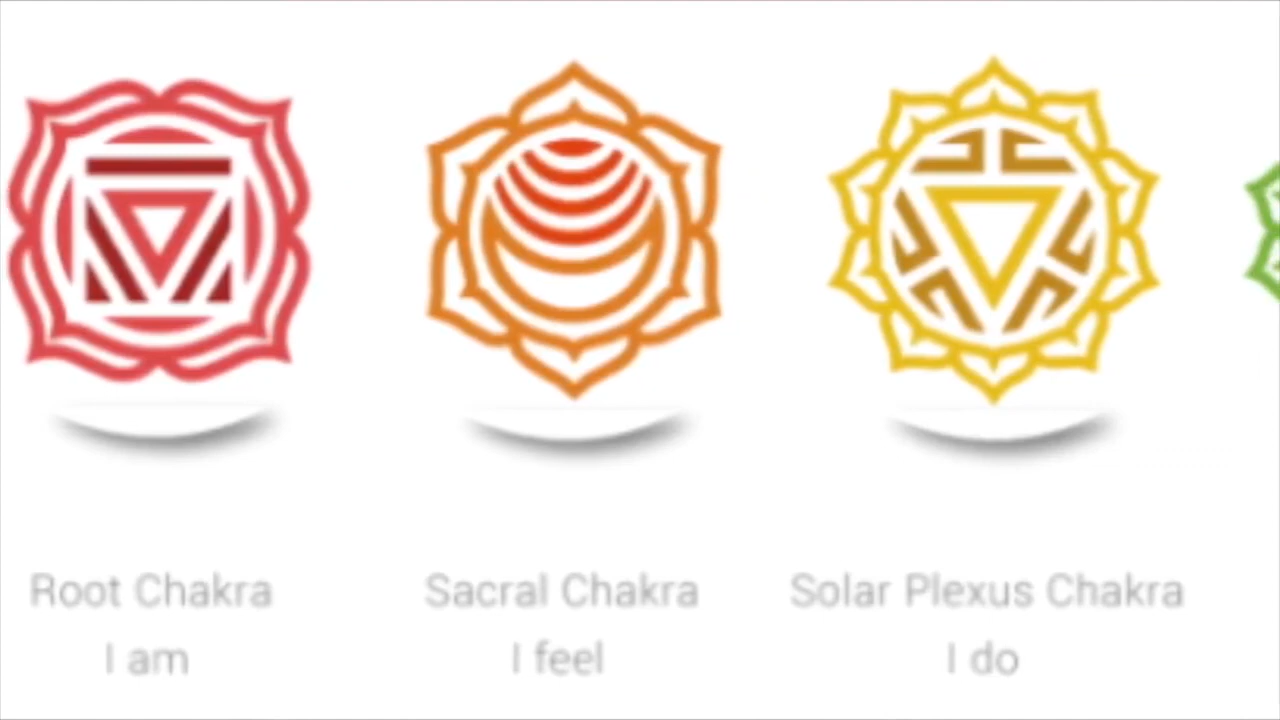 Root Chakra
I am
Sacral Chakra
I feel
Solar Plexus Chakra
I do